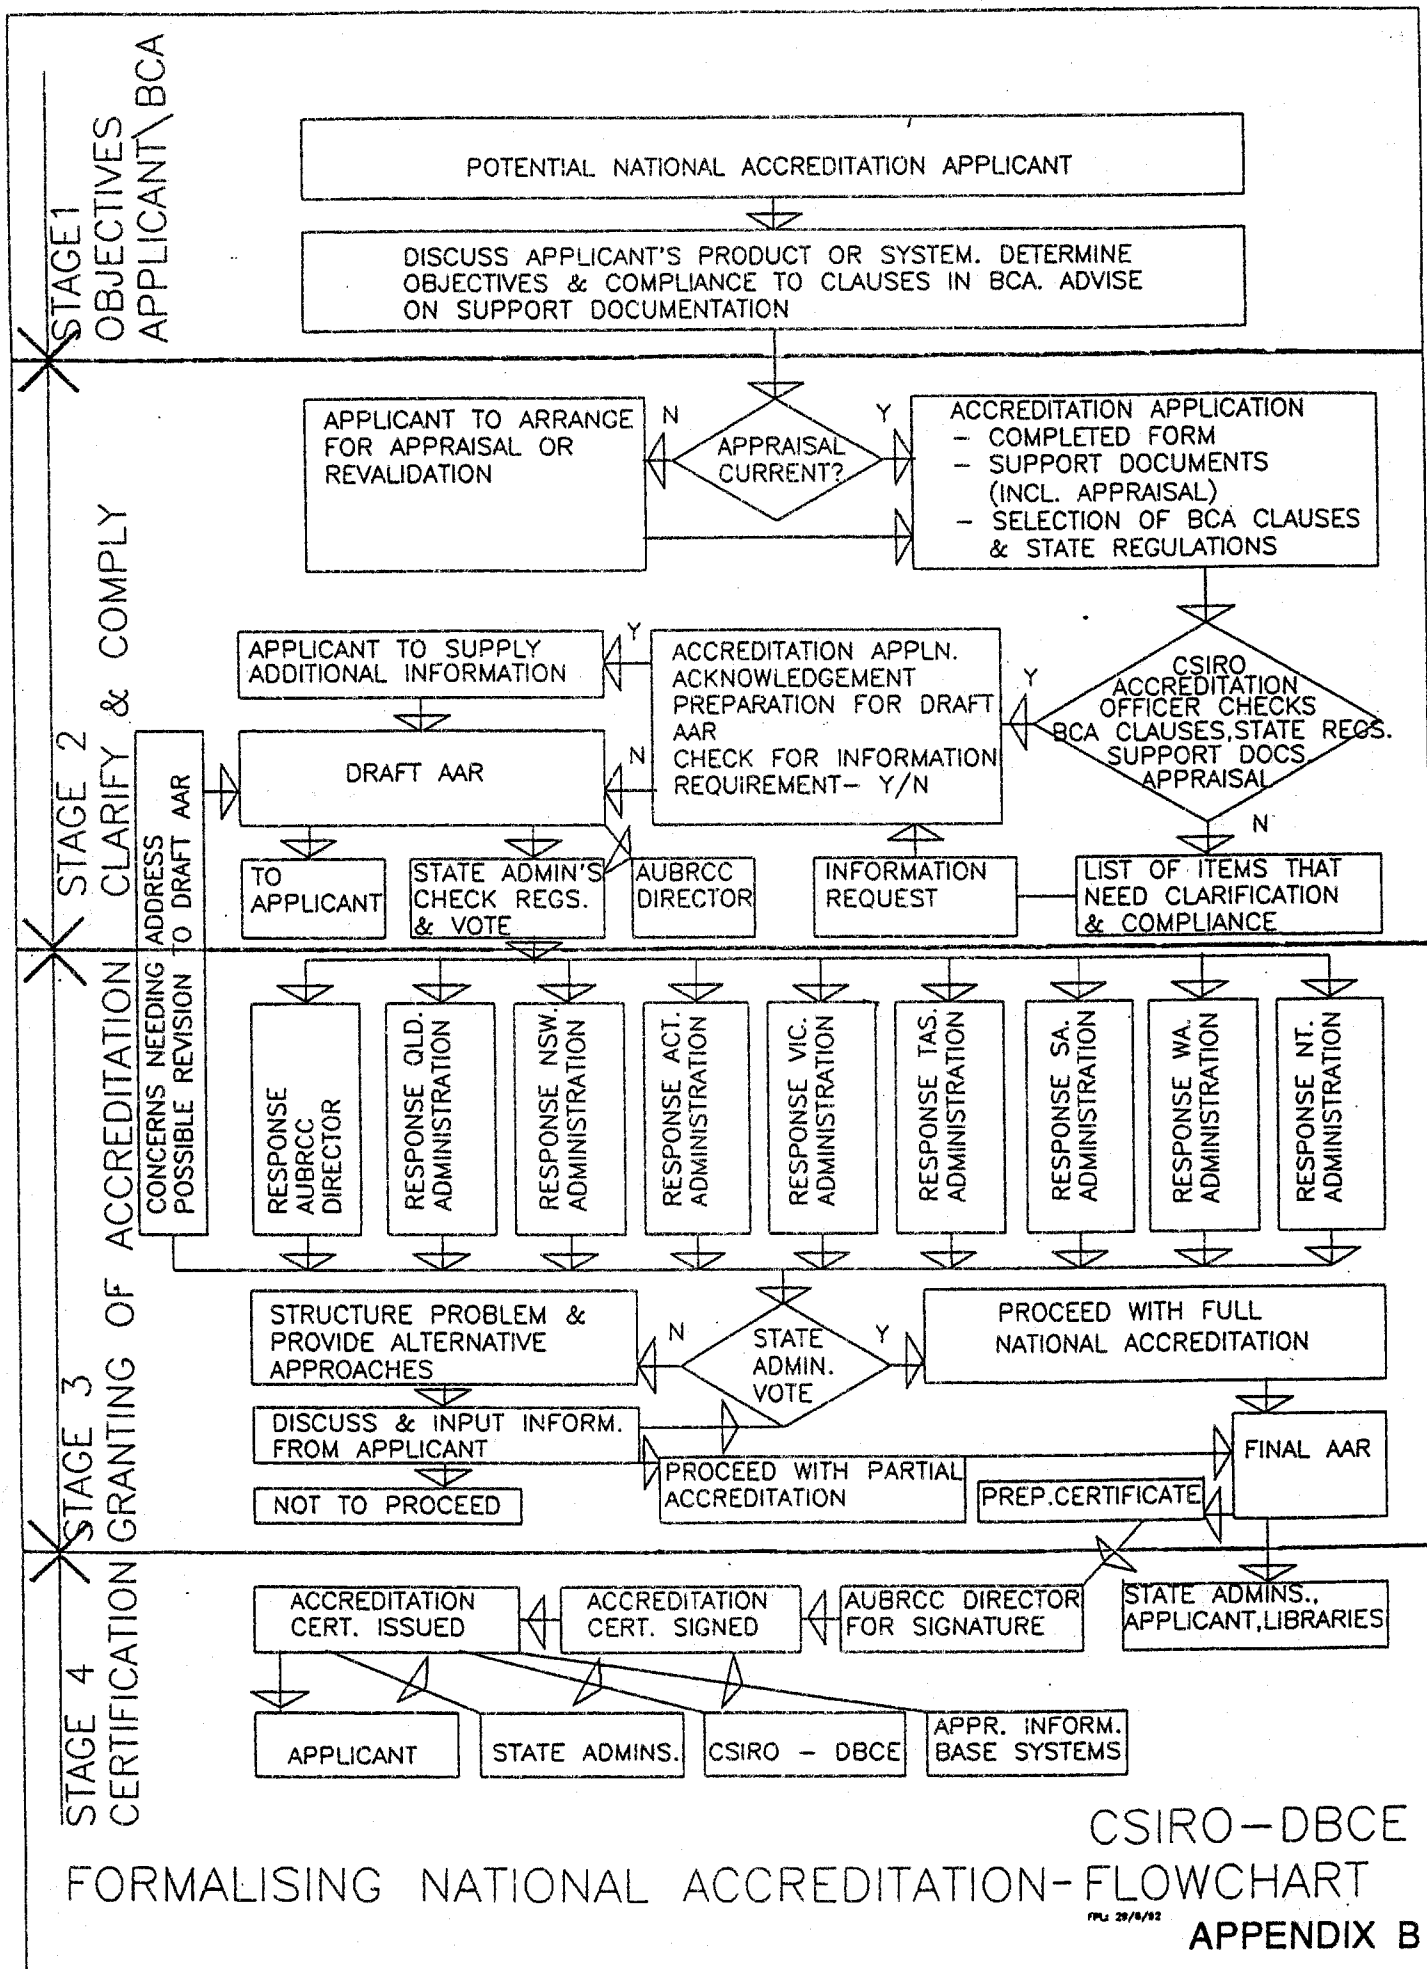 STAGE1
OBJECTIVES
APPLICANT\BCA
POTENTIAL NATIONAL ACCREDITATION APPLICANT
DISCUSS APPLICANT'S PRODUCT OR SYSTEM. DETERMINE
OBJECTIVES & COMPLIANCE TO CLAUSES IN BCA. ADVISE
ON SUPPORT DOCUMENTATION
STAGE 2
CLARIFY & COMPLY
APPLICANT TO ARRANGE
FOR APPRAISAL OR
REVALIDATION
N
APPRAISAL
CURRENT?
Y
ACCREDITATION APPLICATION
- COMPLETED FORM
- SUPPORT DOCUMENTS
(INCL. APPRAISAL)
- SELECTION OF BCA CLAUSES
& STATE REGULATIONS
APPLICANT TO SUPPLY
ADDITIONAL INFORMATION
Y
ACCREDITATION APPLN.
ACKNOWLEDGEMENT
PREPARATION FOR DRAFT
AAR
CHECK FOR INFORMATION
REQUIREMENT- Y/N
Y
CSIRO
ACCREDITATION
OFFICER CHECKS
BCA CLAUSES,STATE REGS.
SUPPORT DOCS.
APPRAISAL
DRAFT AAR
N
N
TO
APPLICANT
STATE ADMIN'S
CHECK REGS.
& VOTE
AUBRCC
DIRECTOR
INFORMATION
REQUEST
LIST OF ITEMS THAT
NEED CLARIFICATION
& COMPLIANCE
CONCERNS NEEDING ADDRESS
POSSIBLE REVISION TO DRAFT AAR
STAGE 3
GRANTING OF ACCREDITATION
RESPONSE
AUBRCC
DIRECTOR
RESPONSE QLD.
ADMINISTRATION
RESPONSE NSW.
ADMINISTRATION
RESPONSE ACT.
ADMINISTRATION
RESPONSE VIC.
ADMINISTRATION
RESPONSE TAS.
ADMINISTRATION
RESPONSE SA.
ADMINISTRATION
RESPONSE WA.
ADMINISTRATION
RESPONSE NT.
ADMINISTRATION
STRUCTURE PROBLEM &
PROVIDE ALTERNATIVE
APPROACHES
N
STATE
ADMIN.
VOTE
Y
PROCEED WITH FULL
NATIONAL ACCREDITATION
DISCUSS & INPUT INFORM.
FROM APPLICANT
NOT TO PROCEED
PROCEED WITH PARTIAL
ACCREDITATION
PREP.CERTIFICATE
FINAL AAR
STAGE 4
CERTIFICATION
ACCREDITATION
CERT. ISSUED
ACCREDITATION
CERT. SIGNED
AUBRCC DIRECTOR
FOR SIGNATURE
STATE ADMINS.,
APPLICANT,LIBRARIES
APPLICANT
STATE ADMINS.
CSIRO - DBCE
APPR. INFORM.
BASE SYSTEMS
CSIRO-DBCE
FORMALISING NATIONAL ACCREDITATION-FLOWCHART
APPENDIX B